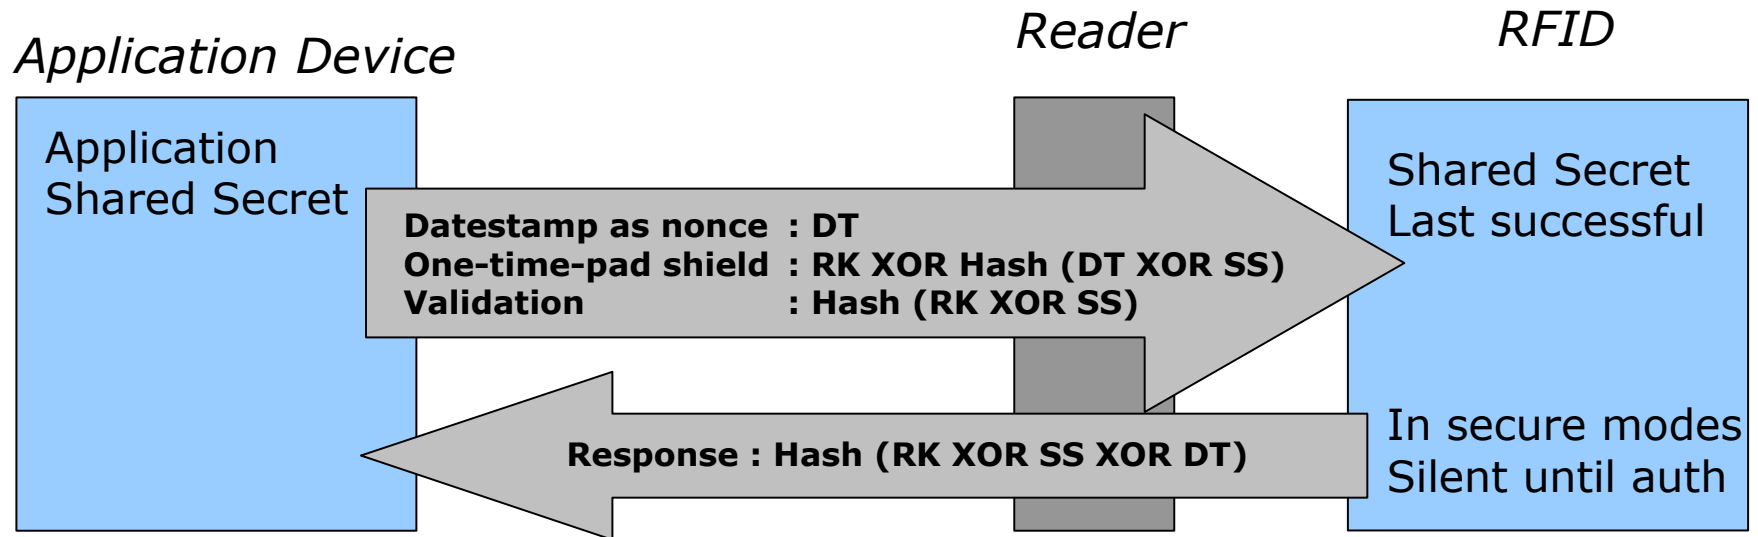 Application Device
Reader
RFID
Application
Shared Secret
Datestamp as nonce : DT
One-time-pad shield : RK XOR Hash (DT XOR SS)
Validation : Hash (RK XOR SS)
Shared Secret
Last successful
Response : Hash (RK XOR SS XOR DT)
In secure modes
Silent until auth